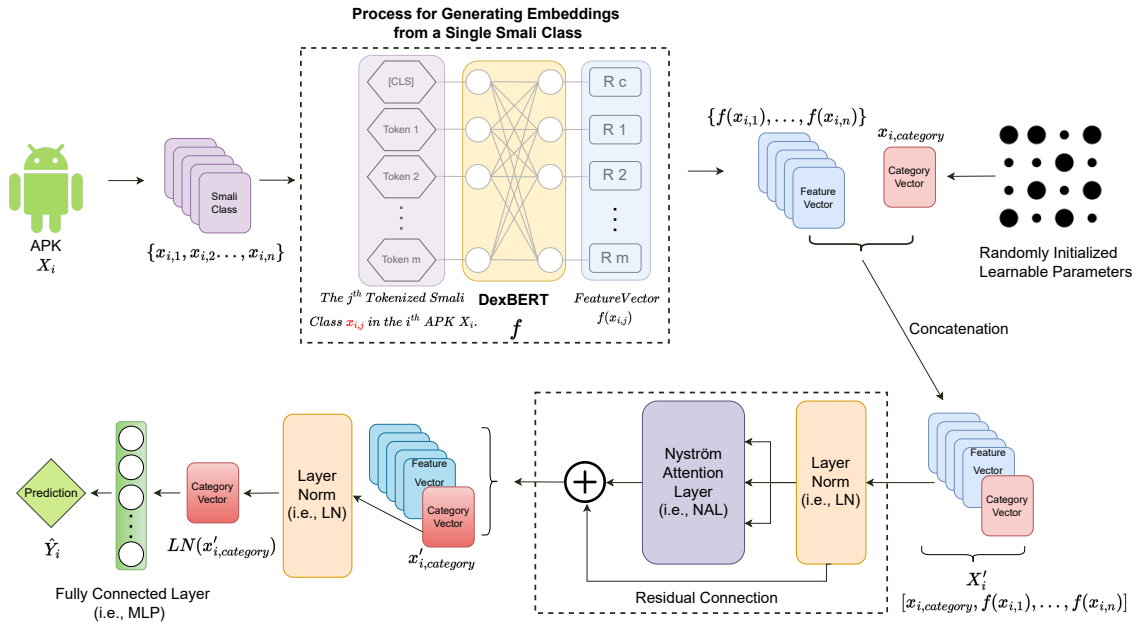 Process for Generating Embeddings
from a Single Smali Class
[CLS]
Token 1
Token 2
Token m
R c
R 1
R 2
R m
The j^{th} Tokenized Smali
Class x_{i,j} in the i^{th} APK X_i.
DexBERT
f
FeatureVector
f(x_{i,j})
APK
X_i
Smali
Class
{x_{i,1}, x_{i,2} ..., x_{i,n}}
{f(x_{i,1}), ..., f(x_{i,n})}
Feature
Vector
x_{i,category}
Category
Vector
Randomly Initialized
Learnable Parameters
Concatenation
Feature
Vector
Category
Vector
X'_i
[x_{i,category}, f(x_{i,1}), ..., f(x_{i,n})]
Layer
Norm
(i.e., LN)
Nyström
Attention
Layer
(i.e., NAL)
Residual Connection
Feature
Vector
Category
Vector
x'_{i,category}
Layer
Norm
(i.e., LN)
Category
Vector
LN(x'_{i,category})
Fully Connected Layer
(i.e., MLP)
Prediction
Ŷ_i